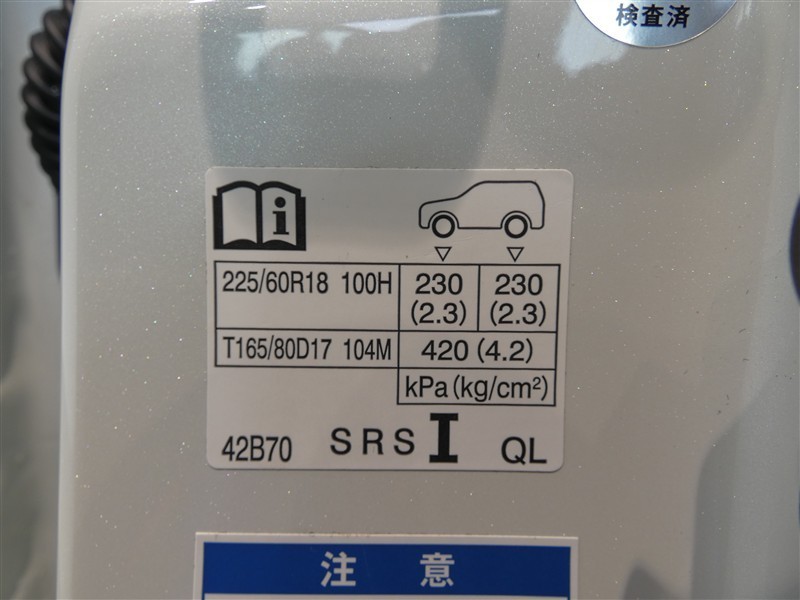 検査済
i
225/60R18 100H 230 230
(2.3) (2.3)
T165/80D17 104M 420 (4.2)
kPa(kg/cm²)
42B70 SRS I QL
注 意